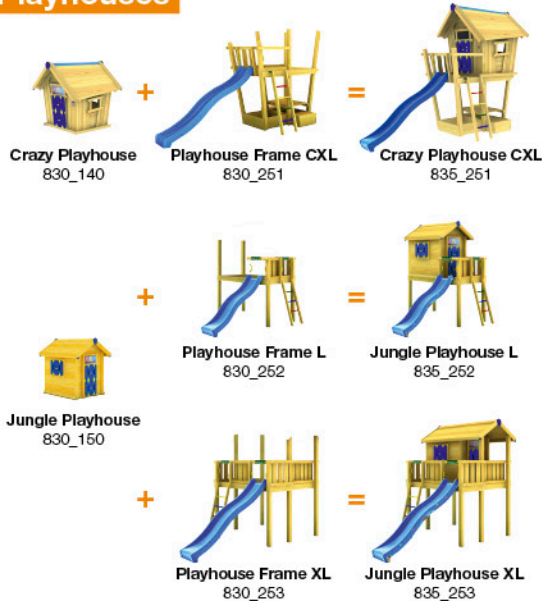 Playhouses
+
=
Crazy Playhouse
830_140
Playhouse Frame CXL
830_251
Crazy Playhouse CXL
835_251
+
=
Playhouse Frame L
830_252
Jungle Playhouse L
835_252
Jungle Playhouse
830_150
+
=
Playhouse Frame XL
830_253
Jungle Playhouse XL
835_253